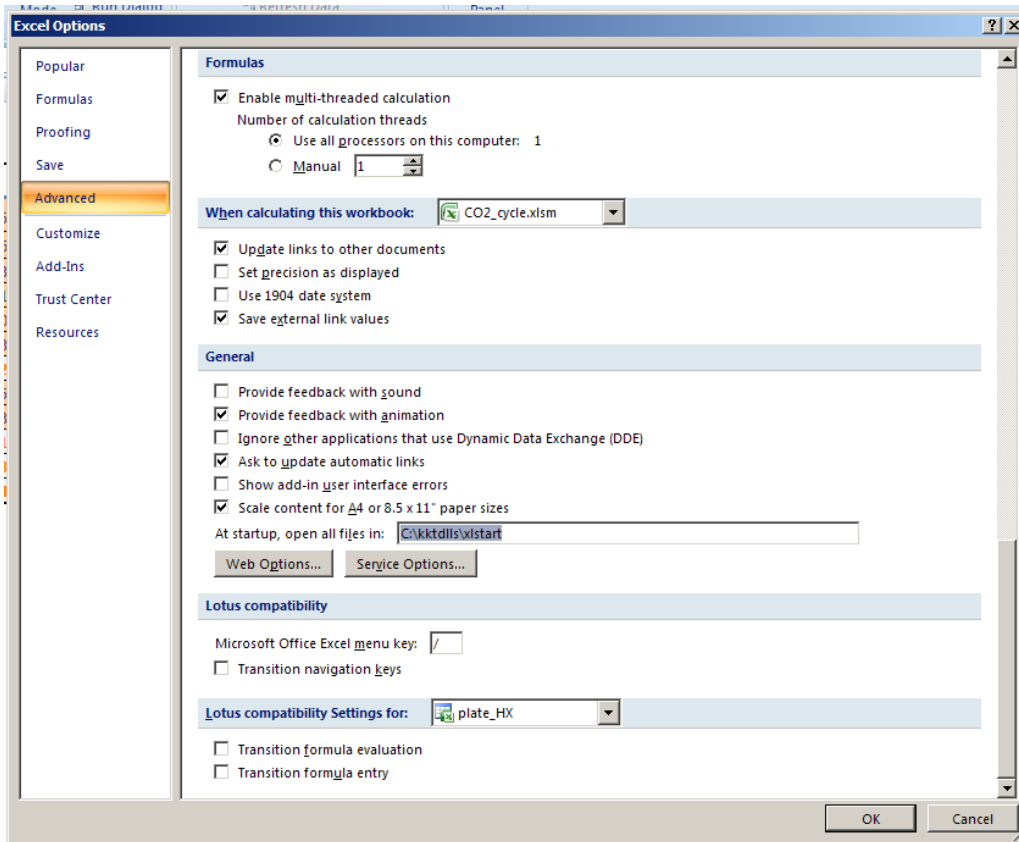 Mode Run Dialog Refresh Data Panel
Excel Options
Popular
Formulas
Proofing
Save
Advanced
Customize
Add-Ins
Trust Center
Resources
Formulas
Enable multi-threaded calculation
Number of calculation threads
Use all processors on this computer: 1
Manual 1
When calculating this workbook: CO2_cycle.xlsm
Update links to other documents
Set precision as displayed
Use 1904 date system
Save external link values
General
Provide feedback with sound
Provide feedback with animation
Ignore other applications that use Dynamic Data Exchange (DDE)
Ask to update automatic links
Show add-in user interface errors
Scale content for A4 or 8.5 x 11" paper sizes
At startup, open all files in: C:\kktdlls\xlstart
Web Options... Service Options...
Lotus compatibility
Microsoft Office Excel menu key: /
Transition navigation keys
Lotus compatibility Settings for: plate_HX
Transition formula evaluation
Transition formula entry
OK Cancel